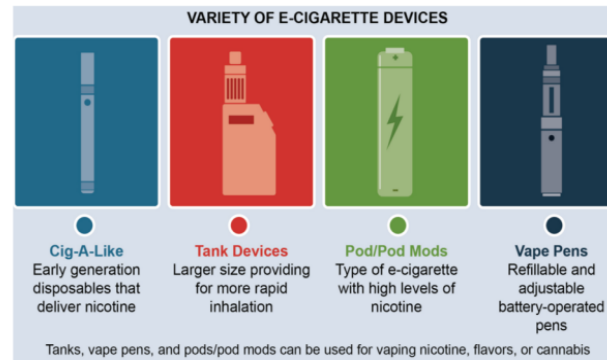 VARIETY OF E-CIGARETTE DEVICES
Cig-A-Like
Early generation
disposables that
deliver nicotine
Tank Devices
Larger size providing
for more rapid
inhalation
Pod/Pod Mods
Type of e-cigarette
with high levels of
nicotine
Vape Pens
Refillable and
adjustable
battery-operated
pens
Tanks, vape pens, and pods/pod mods can be used for vaping nicotine, flavors, or cannabis